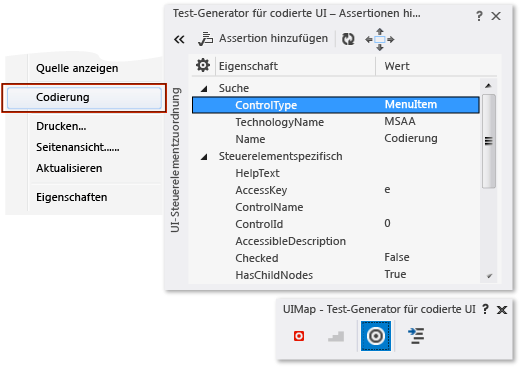 Quelle anzeigen
Codierung
Drucken...
Seitenansicht......
Aktualisieren
Eigenschaften
Test-Generator für codierte UI – Assertionen hi...
Assertion hinzufügen
UI-Steuerelementzuordnung
Eigenschaft Wert
Suche
ControlType MenuItem
TechnologyName MSAA
Name Codierung
Steuerelementspezifisch
HelpText
AccessKey e
ControlName
ControlId 0
AccessibleDescription
Checked False
HasChildNodes True
UIMap - Test-Generator für codierte UI